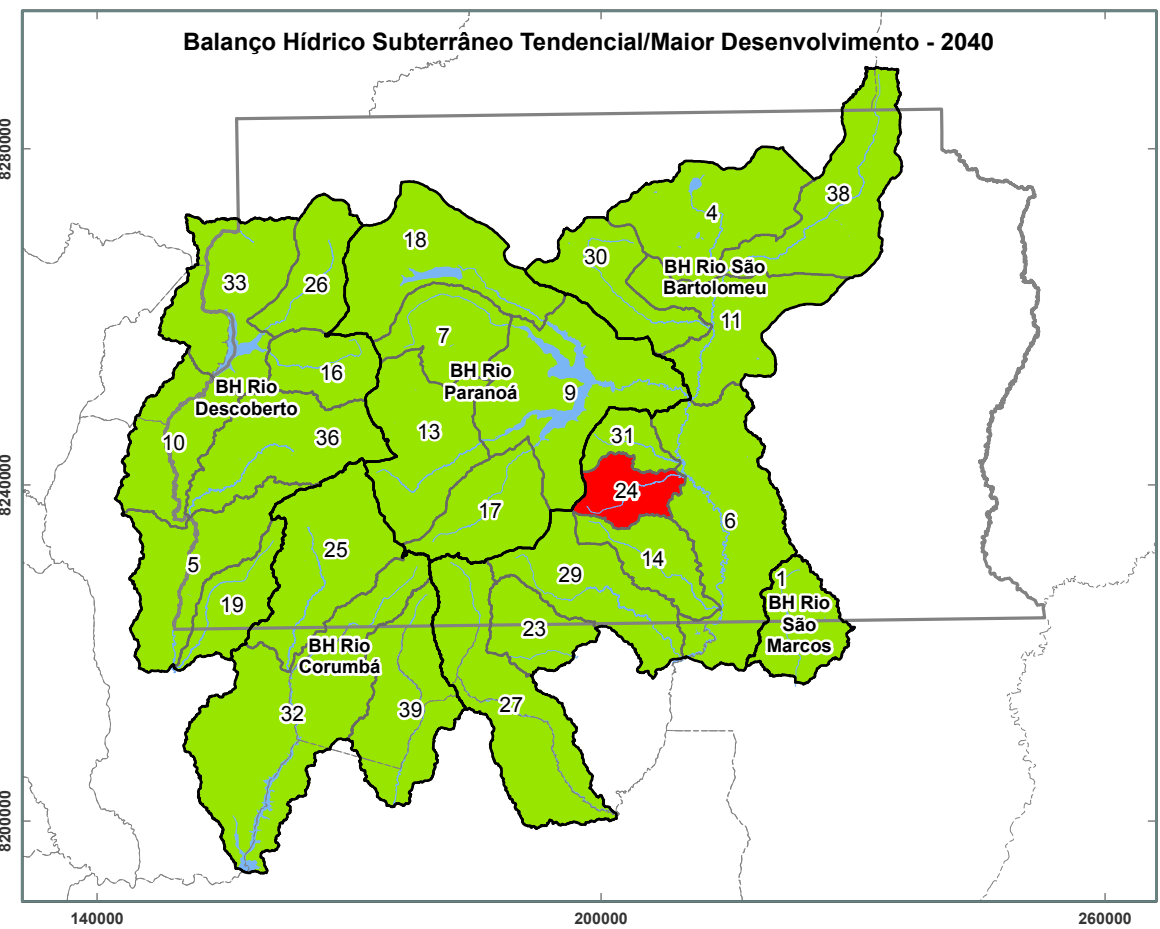 Balanço Hídrico Subterrâneo Tendencial/Maior Desenvolvimento - 2040
8280000
8240000
8200000
38
4
18
30
BH Rio São
Bartolomeu
33
26
11
7
16
BH Rio
Paranoá
BH Rio
Descoberto
9
10
36
13
31
24
17
6
25
14
5
29
1
19
BH Rio
São
Marcos
23
BH Rio
Corumbá
32
39
27
140000
200000
260000